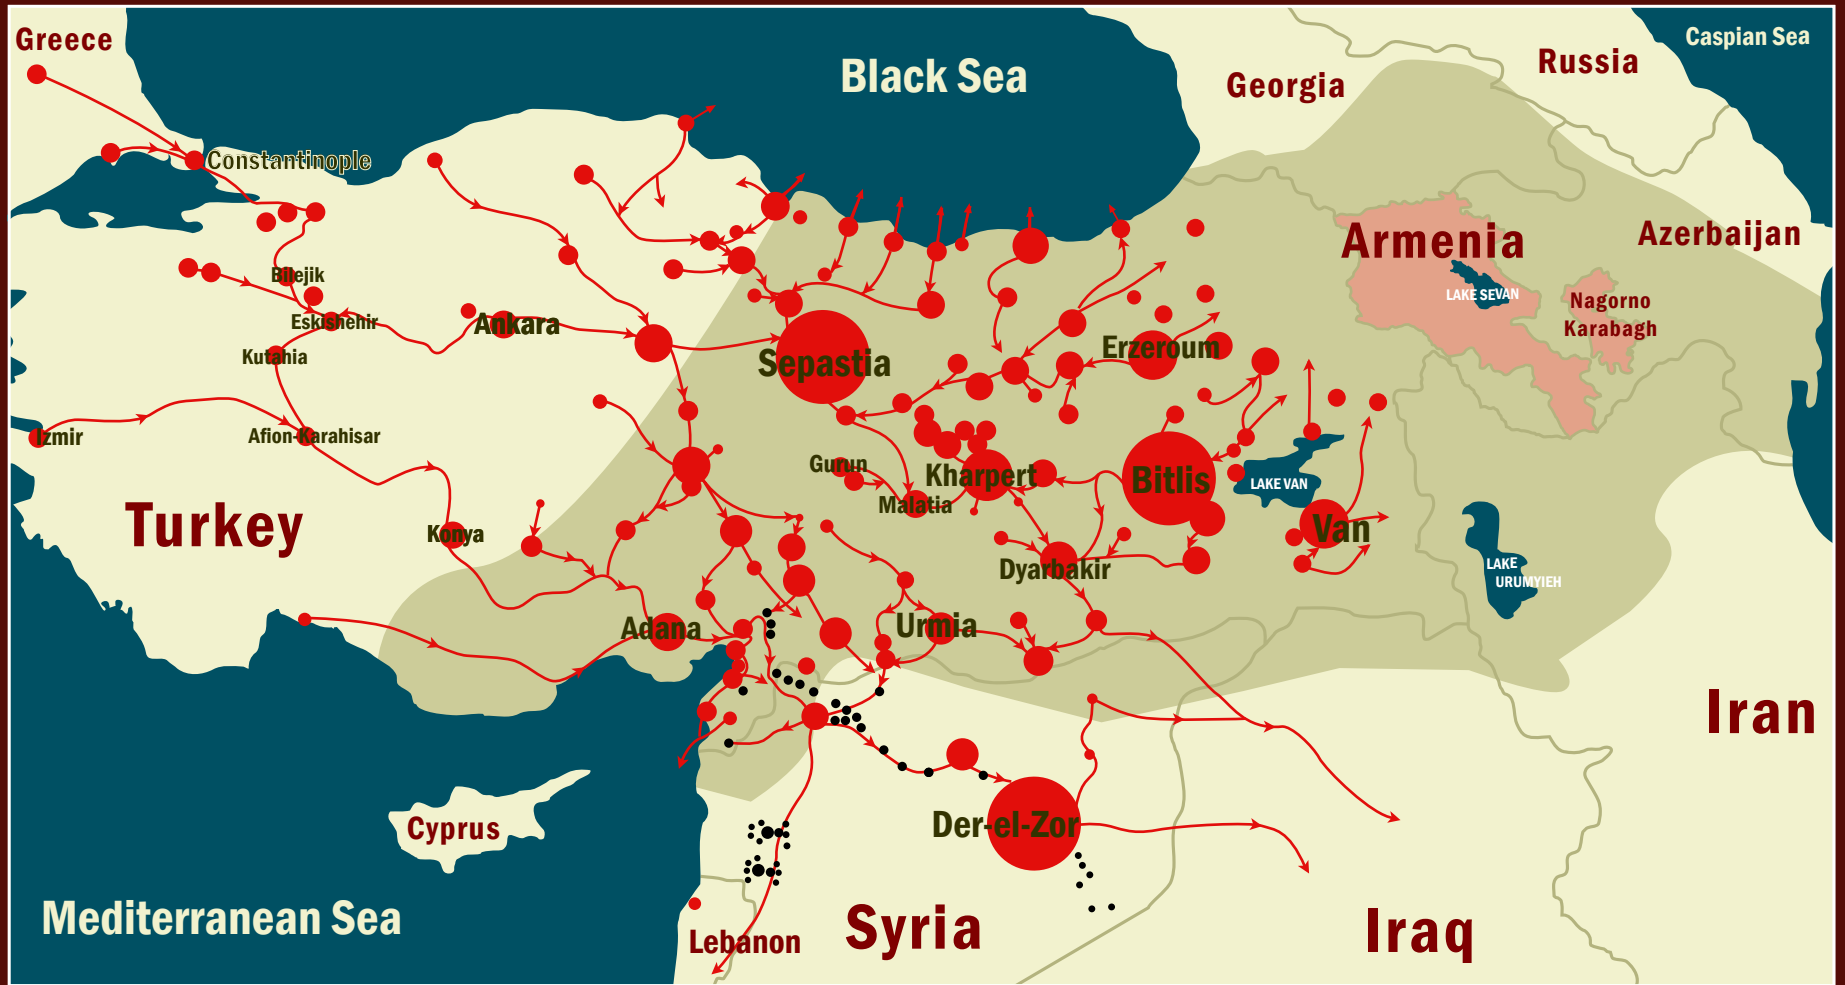 Greece
Black Sea
Georgia
Russia
Caspian Sea
Constantinople
Armenia
Azerbaijan
Bilejik
LAKE SEVAN
Nagorno
Karabagh
Eskishehir
Ankara
Kutahia
Sepastia
Erzeroum
Izmir
Afion-Karahisar
Gurun
Kharpert
Bitlis
LAKE VAN
Malatia
Turkey
Konya
Van
Dyarbakir
LAKE
URUMYIEH
Adana
Urmia
Iran
Cyprus
Der-el-Zor
Mediterranean Sea
Lebanon
Syria
Iraq